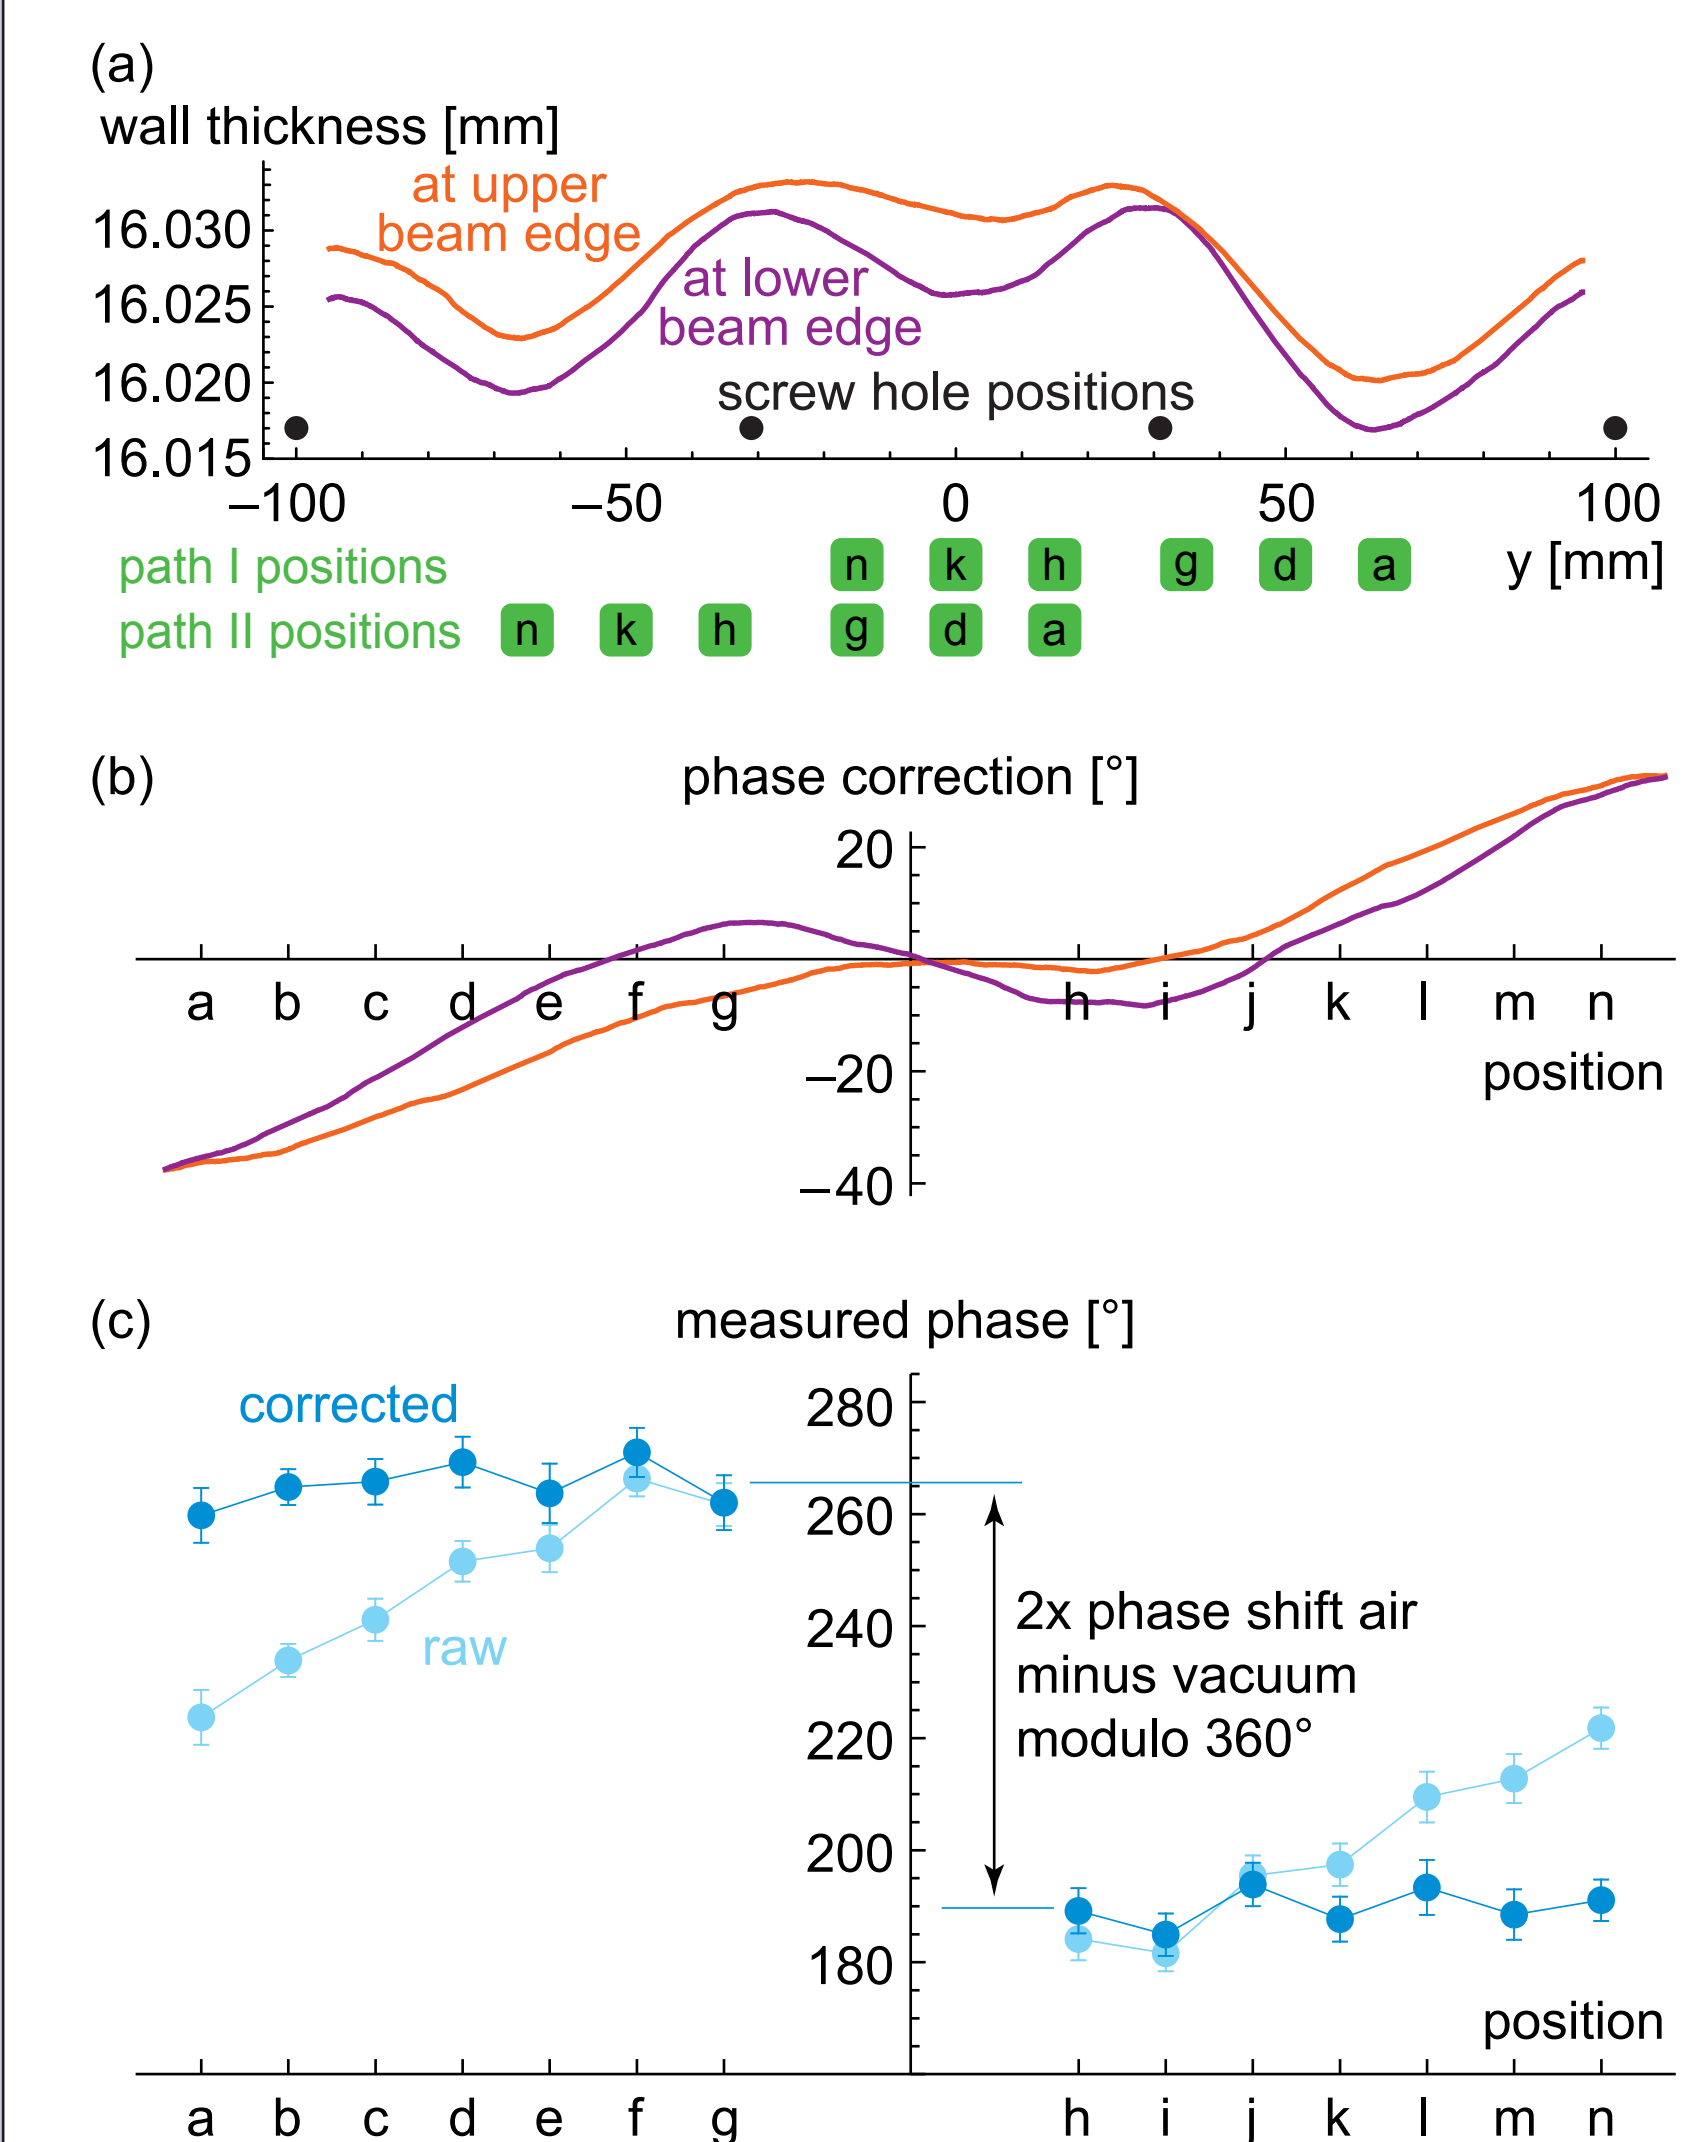 (a)
wall thickness [mm]
at upper
beam edge
16.030
at lower
16.025
beam edge
16.020
screw hole positions
16.015
–100 –50 0 50 100
path I positions n k h g d a y [mm]
path II positions n k h g d a
(b) phase correction [°]
20
a b c d e f g h i j k l m n
–20 position
–40
(c) measured phase [°]
corrected 280
260
240 2x phase shift air
raw minus vacuum
220 modulo 360°
200
180
position
a b c d e f g h i j k l m n